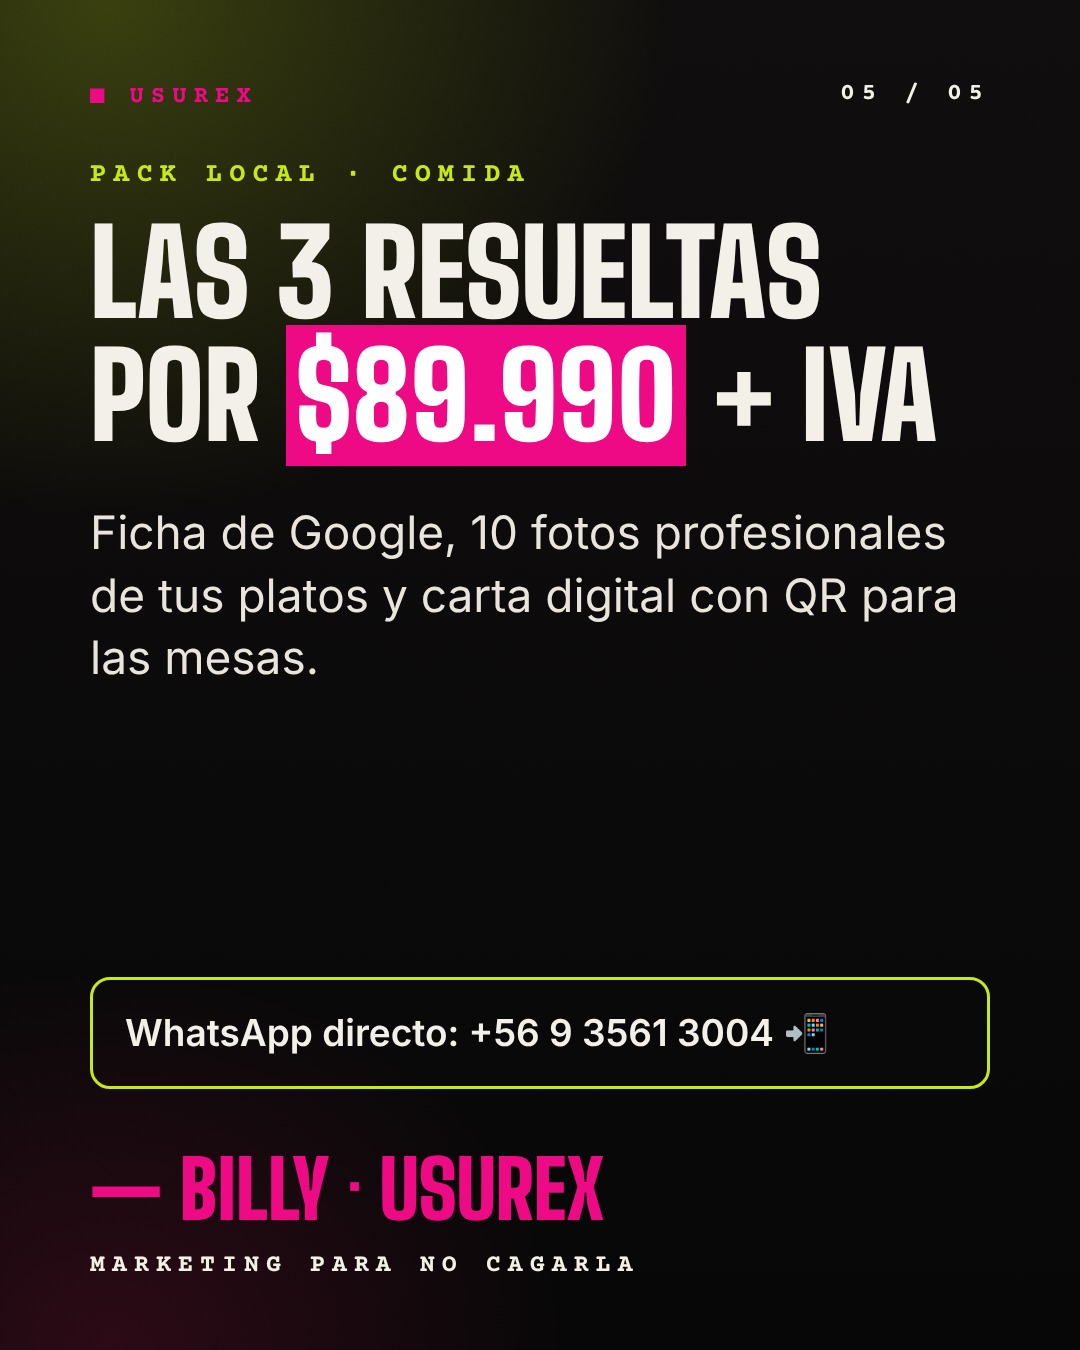 ■ USUREX
05 / 05
PACK LOCAL · COMIDA
LAS 3 RESUELTAS
POR $89.990 + IVA
Ficha de Google, 10 fotos profesionales
de tus platos y carta digital con QR para
las mesas.
WhatsApp directo: +56 9 3561 3004 📲
— BILLY · USUREX
MARKETING PARA NO CAGARLA